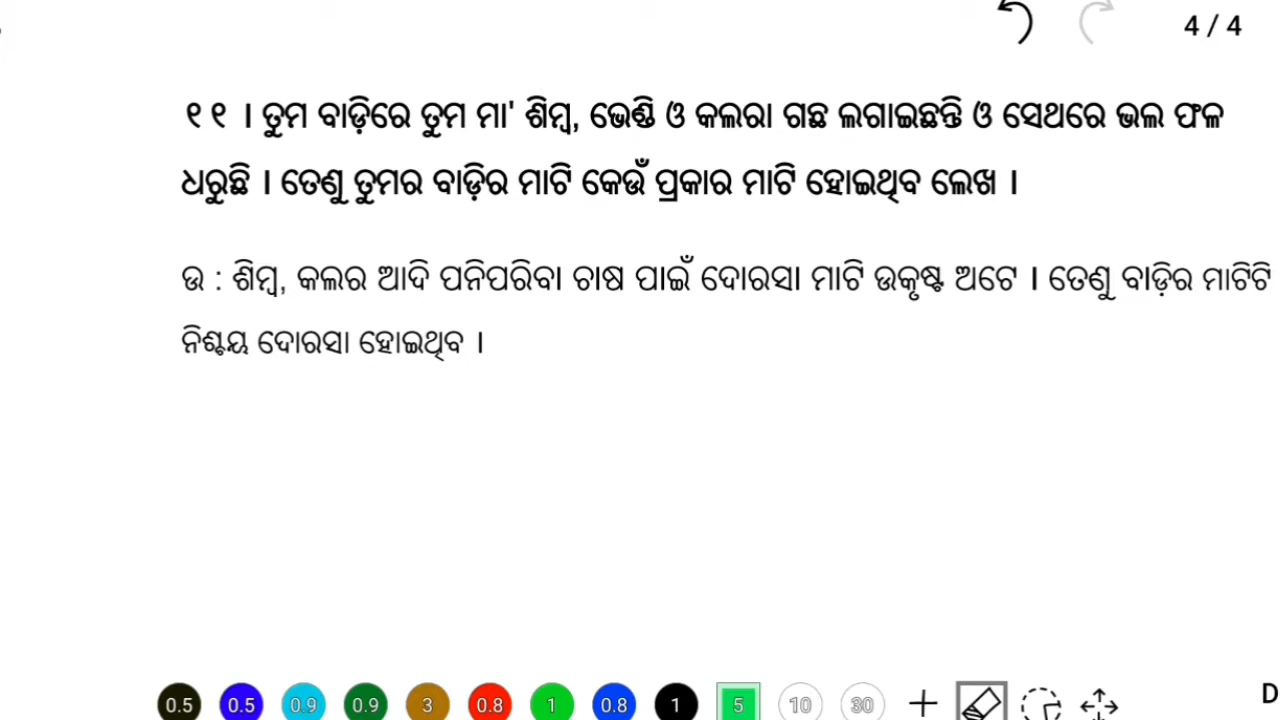 4 / 4
୧୧ । ତୁମ ବାଡ଼ିରେ ତୁମ ମା' ଶିମ୍ବ, ଭେଣ୍ଡି ଓ କଲରା ଗଛ ଲଗାଇଛନ୍ତି ଓ ସେଥରେ ଭଲ ଫଳ
ଧରୁଛି । ତେଣୁ ତୁମର ବାଡ଼ିର ମାଟି କେଉଁ ପ୍ରକାର ମାଟି ହୋଇଥିବ ଲେଖ ।
ଉ : ଶିମ୍ବ, କଲର ଆଦି ପନିପରିବା ଚାଷ ପାଇଁ ଦୋରସା ମାଟି ଉକୃଷ୍ଟ ଅଟେ । ତେଣୁ ବାଡ଼ିର ମାଟିଟି
ନିଶ୍ଚୟ ଦୋରସା ହୋଇଥିବ ।
0.5 0.5 0.9 0.9 3 0.8 1 0.8 1 5 10 30 D